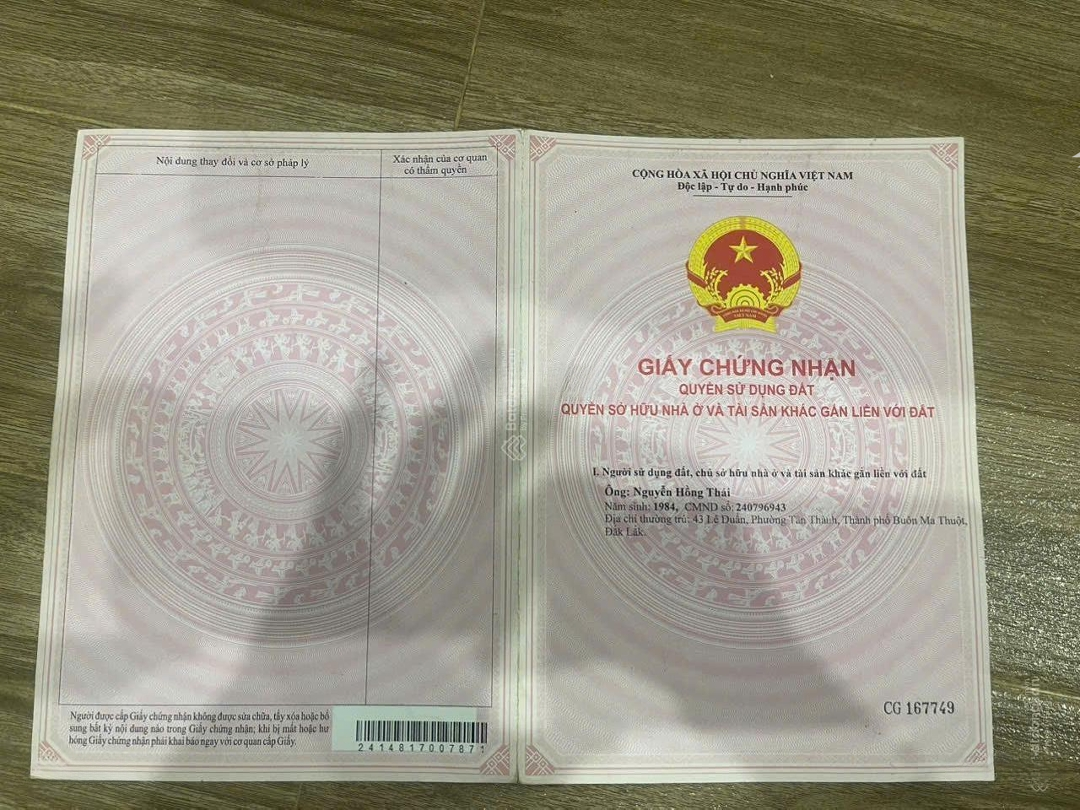 Nội dung thay đổi và cơ sở pháp lý
Xác nhận của cơ quan
có thẩm quyền
Người được cấp Giấy chứng nhận không được sửa chữa, tẩy xóa hoặc bổ
sung bất kỳ nội dung nào trong Giấy chứng nhận; khi bị mất hoặc hư
hỏng Giấy chứng nhận phải khai báo ngay với cơ quan cấp Giấy.
2414817007871
CỘNG HÒA XÃ HỘI CHỦ NGHĨA VIỆT NAM
Độc lập - Tự do - Hạnh phúc
VIỆT NAM
GIẤY CHỨNG NHẬN
QUYỀN SỬ DỤNG ĐẤT
QUYỀN SỞ HỮU NHÀ Ở VÀ TÀI SẢN KHÁC GẮN LIỀN VỚI ĐẤT
I. Người sử dụng đất, chủ sở hữu nhà ở và tài sản khác gắn liền với đất
Ông: Nguyễn Hồng Thái
Năm sinh: 1984, CMND số: 240796943
Địa chỉ thường trú: 43 Lê Duẩn, Phường Tân Thành, Thành phố Buôn Ma Thuột,
Đăk Lăk.
CG 167749